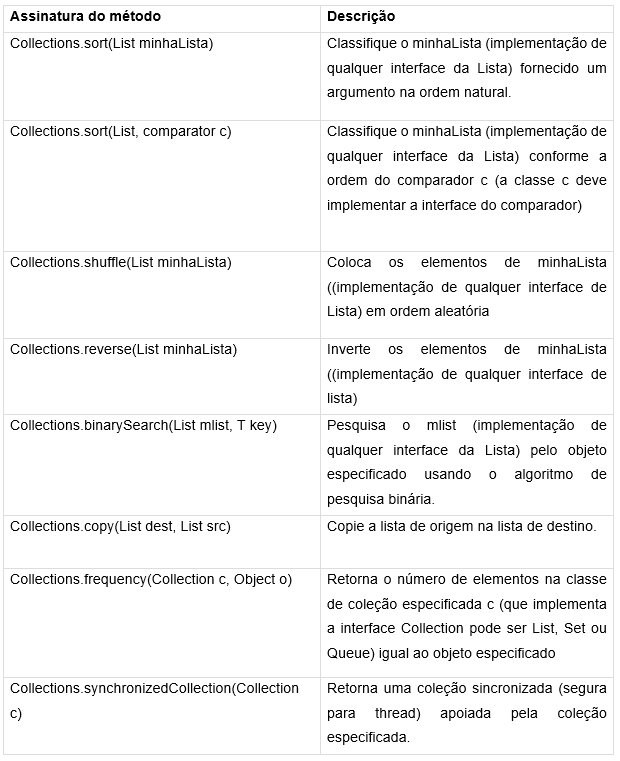 Assinatura do método
Descrição
Collections.sort(List minhaLista)
Classifique o minhaLista (implementação de
qualquer interface da Lista) fornecido um
argumento na ordem natural.
Collections.sort(List, comparator c)
Classifique o minhaLista (implementação de
qualquer interface da Lista) conforme a
ordem do comparador c (a classe c deve
implementar a interface do comparador)
Collections.shuffle(List minhaLista)
Coloca os elementos de minhaLista
((implementação de qualquer interface de
Lista) em ordem aleatória
Collections.reverse(List minhaLista)
Inverte os elementos de minhaLista
((implementação de qualquer interface de
lista)
Collections.binarySearch(List mlist, T key)
Pesquisa o mlist (implementação de
qualquer interface da Lista) pelo objeto
especificado usando o algoritmo de
pesquisa binária.
Collections.copy(List dest, List src)
Copie a lista de origem na lista de destino.
Collections.frequency(Collection c, Object o)
Retorna o número de elementos na classe
de coleção especificada c (que implementa
a interface Collection pode ser List, Set ou
Queue) igual ao objeto especificado
Collections.synchronizedCollection(Collection
c)
Retorna uma coleção sincronizada (segura
para thread) apoiada pela coleção
especificada.